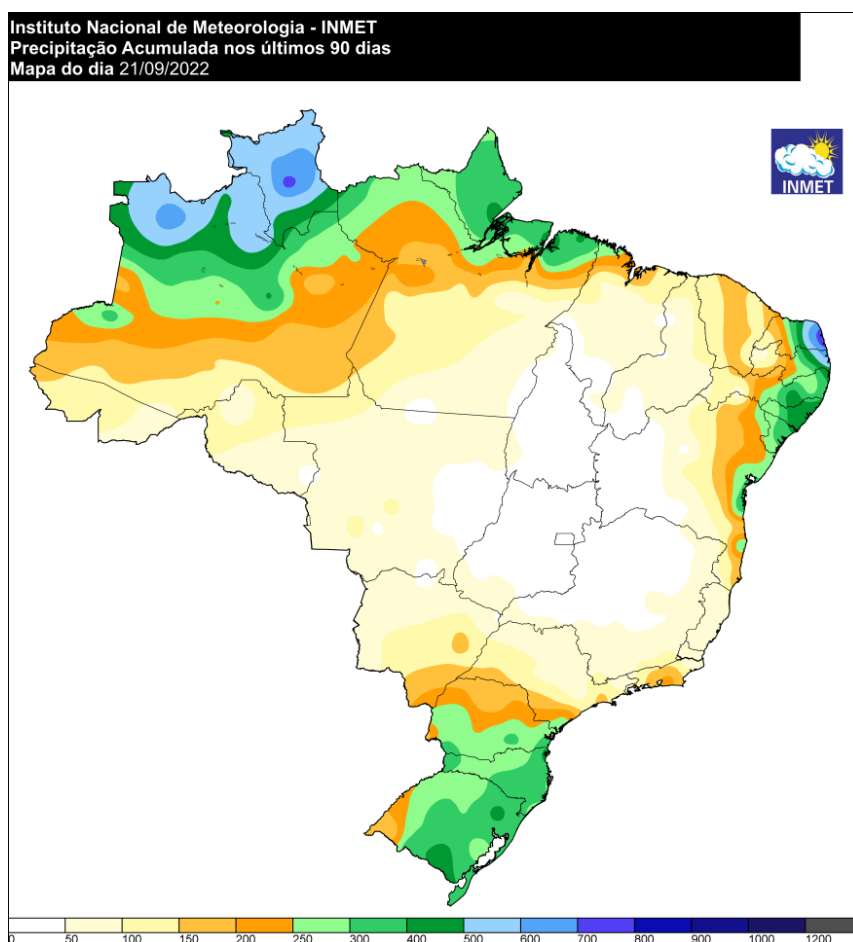 Instituto Nacional de Meteorologia - INMET
Precipitação Acumulada nos últimos 90 dias
Mapa do dia 21/09/2022
INMET
0 50 100 150 200 250 300 400 500 600 700 800 900 1000 1200